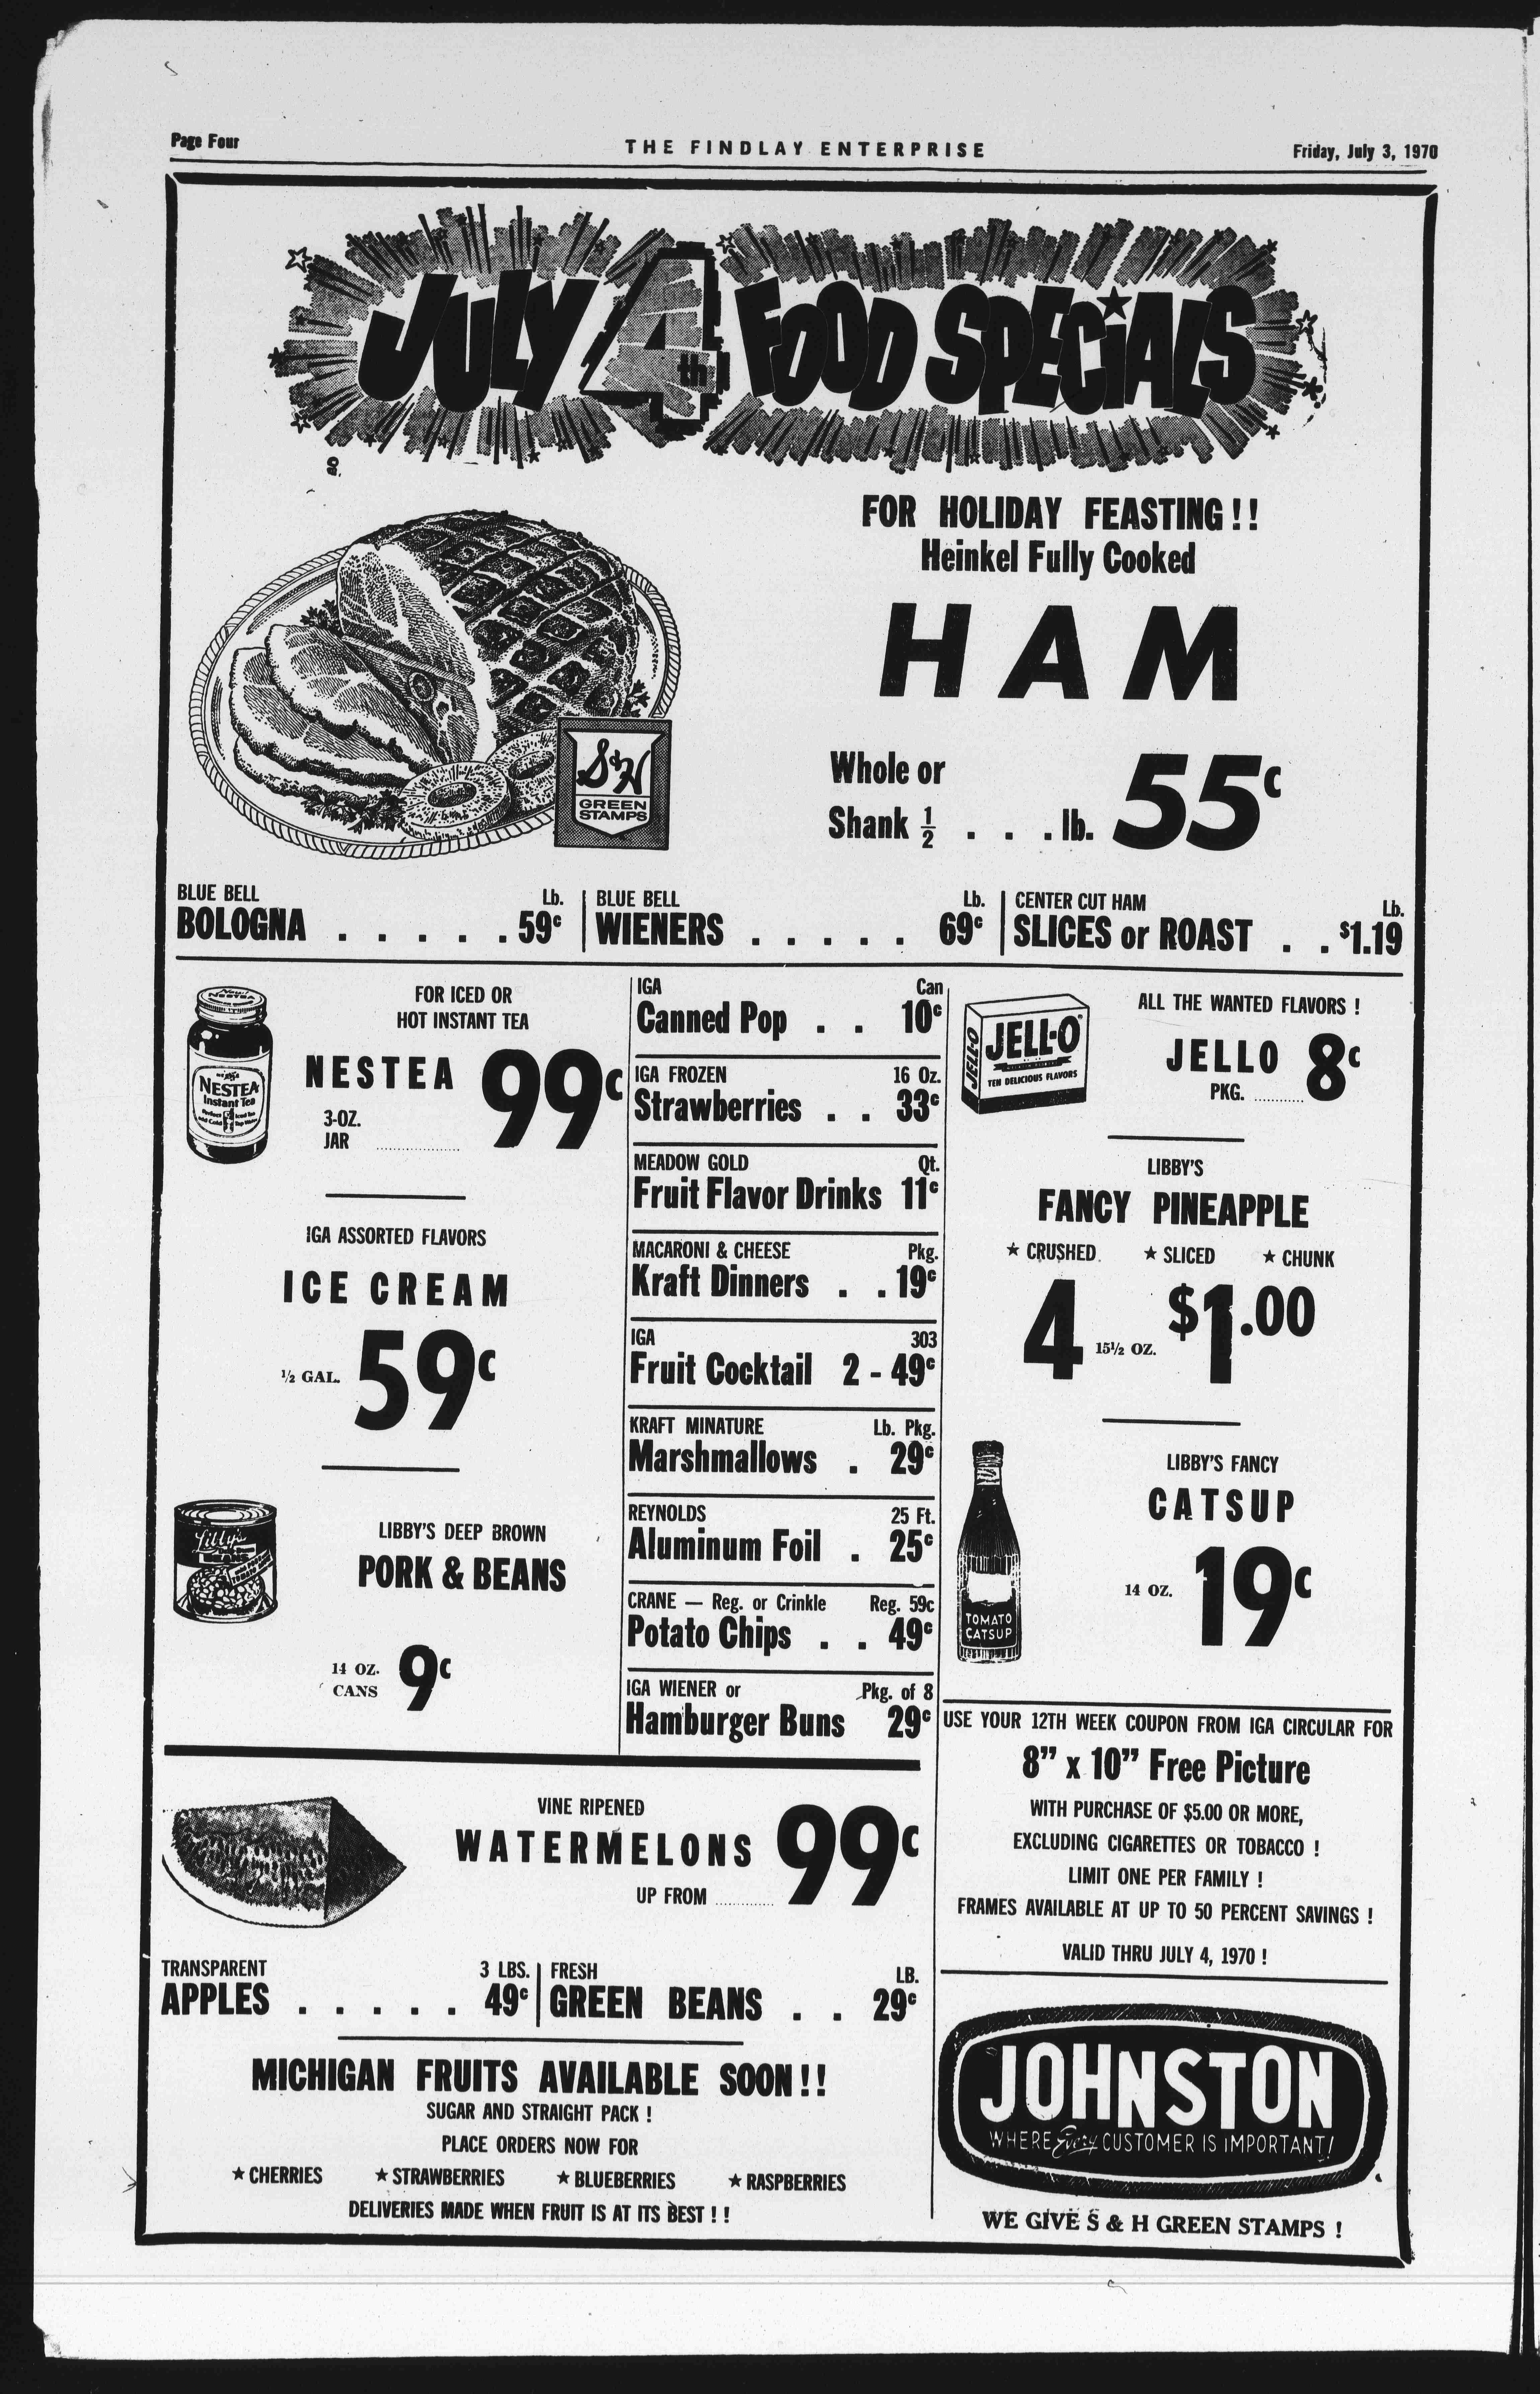 Page Four
THE FINDLAY ENTERPRISE
Friday, July 3, 1970
JULY 4th FOOD SPECIALS
FOR HOLIDAY FEASTING!!
Heinkel Fully Cooked
HAM
Whole or
Shank ½ . . . lb. 55¢
S&H
GREEN
STAMPS
BLUE BELL Lb.
BOLOGNA . . . . . 59¢
BLUE BELL Lb.
WIENERS . . . . . 69¢
CENTER CUT HAM Lb.
SLICES or ROAST . . $1.19
NESTEA
NESTEA
Instant Tea
FOR ICED OR
HOT INSTANT TEA
NESTEA 99¢
3-OZ.
JAR
IGA ASSORTED FLAVORS
ICE CREAM
½ GAL. 59¢
Libby's
BEANS
LIBBY'S DEEP BROWN
PORK & BEANS
14 OZ.
CANS 9¢
IGA Can
Canned Pop . . 10¢
IGA FROZEN 16 Oz.
Strawberries . . 33¢
MEADOW GOLD Qt.
Fruit Flavor Drinks 11¢
MACARONI & CHEESE Pkg.
Kraft Dinners . . 19¢
IGA 303
Fruit Cocktail 2 - 49¢
KRAFT MINATURE Lb. Pkg.
Marshmallows . 29¢
REYNOLDS 25 Ft.
Aluminum Foil . 25¢
CRANE — Reg. or Crinkle Reg. 59c
Potato Chips . . 49¢
IGA WIENER or Pkg. of 8
Hamburger Buns 29¢
JELL-O
JELL-O
TEN DELICIOUS FLAVORS
ALL THE WANTED FLAVORS !
JELLO 8¢
PKG. ............
LIBBY'S
FANCY PINEAPPLE
★ CRUSHED ★ SLICED ★ CHUNK
4 15½ OZ. $1.00
TOMATO
CATSUP
LIBBY'S FANCY
CATSUP
14 OZ. 19¢
USE YOUR 12TH WEEK COUPON FROM IGA CIRCULAR FOR
8” x 10” Free Picture
WITH PURCHASE OF $5.00 OR MORE,
EXCLUDING CIGARETTES OR TOBACCO !
LIMIT ONE PER FAMILY !
FRAMES AVAILABLE AT UP TO 50 PERCENT SAVINGS !
VALID THRU JULY 4, 1970 !
VINE RIPENED
WATERMELONS 99¢
UP FROM ..............
TRANSPARENT 3 LBS.
APPLES . . . . . 49¢
FRESH LB.
GREEN BEANS . . 29¢
MICHIGAN FRUITS AVAILABLE SOON!!
SUGAR AND STRAIGHT PACK !
PLACE ORDERS NOW FOR
★ CHERRIES ★ STRAWBERRIES ★ BLUEBERRIES ★ RASPBERRIES
DELIVERIES MADE WHEN FRUIT IS AT ITS BEST ! !
JOHNSTON
WHERE Every CUSTOMER IS IMPORTANT!
WE GIVE S & H GREEN STAMPS !